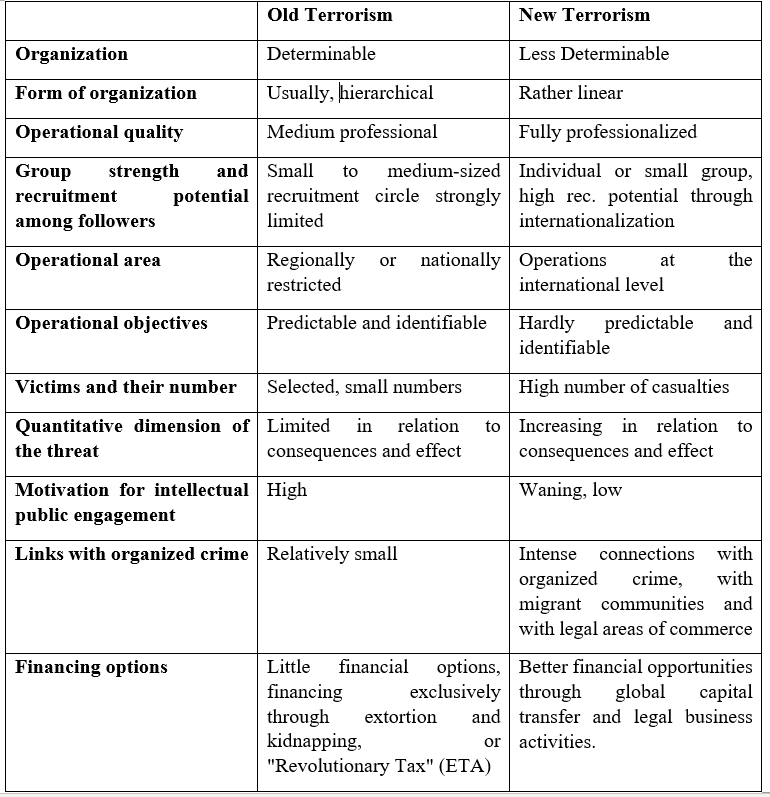 Old Terrorism
New Terrorism
Organization
Determinable
Less Determinable
Form of organization
Usually, hierarchical
Rather linear
Operational quality
Medium professional
Fully professionalized
Group strength and
recruitment potential
among followers
Small to medium-sized
recruitment circle strongly
limited
Individual or small group,
high rec. potential through
internationalization
Operational area
Regionally or nationally
restricted
Operations at the
international level
Operational objectives
Predictable and identifiable
Hardly predictable and
identifiable
Victims and their number
Selected, small numbers
High number of casualties
Quantitative dimension of
the threat
Limited in relation to
consequences and effect
Increasing in relation to
consequences and effect
Motivation for intellectual
public engagement
High
Waning, low
Links with organized crime
Relatively small
Intense connections with
organized crime, with
migrant communities and
with legal areas of commerce
Financing options
Little financial options,
financing exclusively
through extortion and
kidnapping, or
"Revolutionary Tax" (ETA)
Better financial opportunities
through global capital
transfer and legal business
activities.